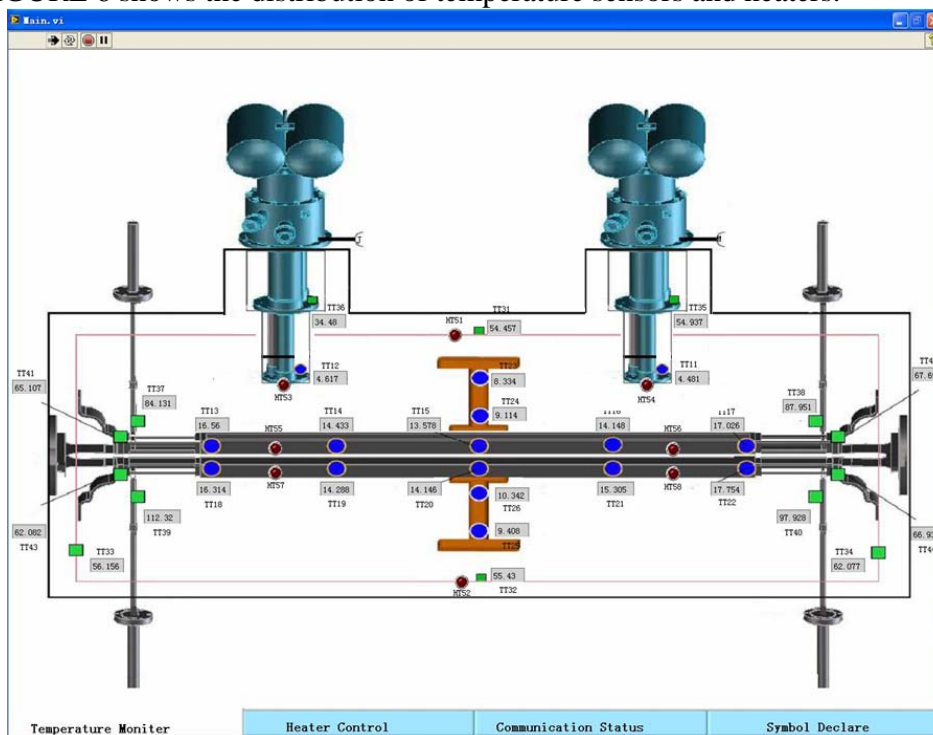 GURE 6 shows the distribution of temperature sensors and heaters.
Main.vi
TT36
34.48
TT31
54.457
HT51
TT35
54.937
TT41
65.107
TT12
4.617
HT53
TT23
8.334
TT11
4.481
HT54
67.6
TT37
84.131
TT38
87.951
TT24
9.114
TT13
16.56
HT55
TT14
14.433
TT15
13.578
14.148
HT56
17.026
16.314
TT18
HT57
14.288
TT19
14.146
TT20
10.342
TT26
15.305
TT21
HT58
17.754
TT22
62.082
TT43
112.32
TT39
9.408
97.928
TT40
66.93
TT33
56.156
TT34
62.077
HT52
55.43
TT32
Temperature Moniter
Heater Control
Communication Status
Symbol Declare